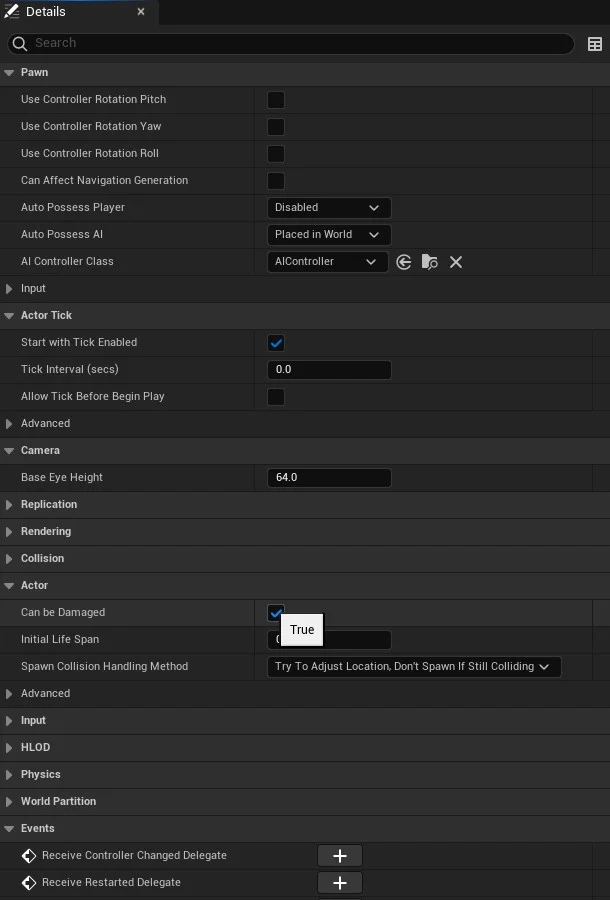 Details
Search
Pawn
Use Controller Rotation Pitch
Use Controller Rotation Yaw
Use Controller Rotation Roll
Can Affect Navigation Generation
Auto Possess Player Disabled
Auto Possess AI Placed in World
AI Controller Class AIController
Input
Actor Tick
Start with Tick Enabled
Tick Interval (secs) 0.0
Allow Tick Before Begin Play
Advanced
Camera
Base Eye Height 64.0
Replication
Rendering
Collision
Actor
Can be Damaged
True
Initial Life Span
Spawn Collision Handling Method Try To Adjust Location, Don't Spawn If Still Colliding
Advanced
Input
HLOD
Physics
World Partition
Events
Receive Controller Changed Delegate
Receive Restarted Delegate